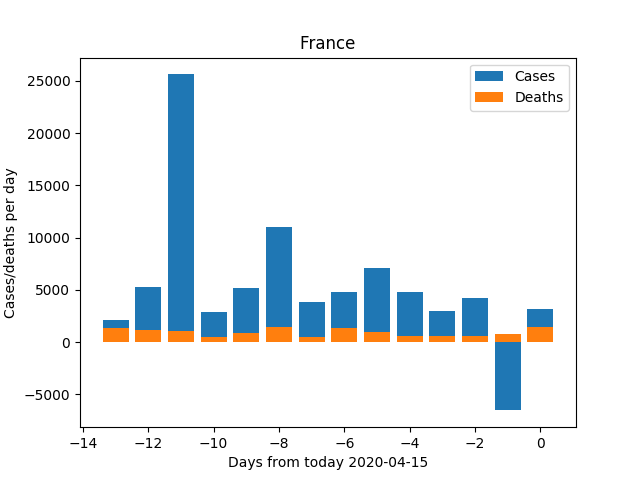 France
Cases
Deaths
Cases/deaths per day
25000
20000
15000
10000
5000
0
−5000
−14 −12 −10 −8 −6 −4 −2 0
Days from today 2020-04-15